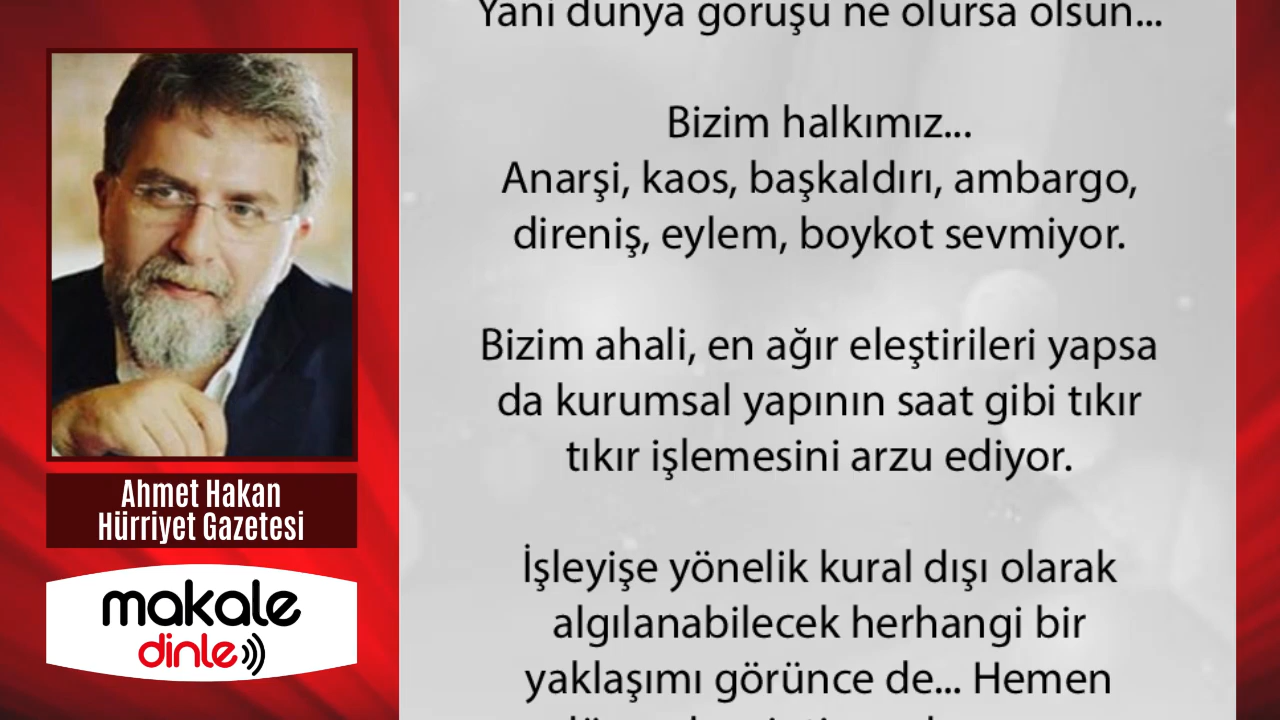 Yani dünya görüşü ne olursa olsun...
Bizim halkımız...
Anarşi, kaos, başkaldırı, ambargo,
direniş, eylem, boykot sevmiyor.
Bizim ahali, en ağır eleştirileri yapsa
da kurumsal yapının saat gibi tıkır
tıkır işlemesini arzu ediyor.
İşleyişe yönelik kural dışı olarak
algılanabilecek herhangi bir
yaklaşımı görünce de... Hemen
Ahmet Hakan
Hürriyet Gazetesi
makale
dinle